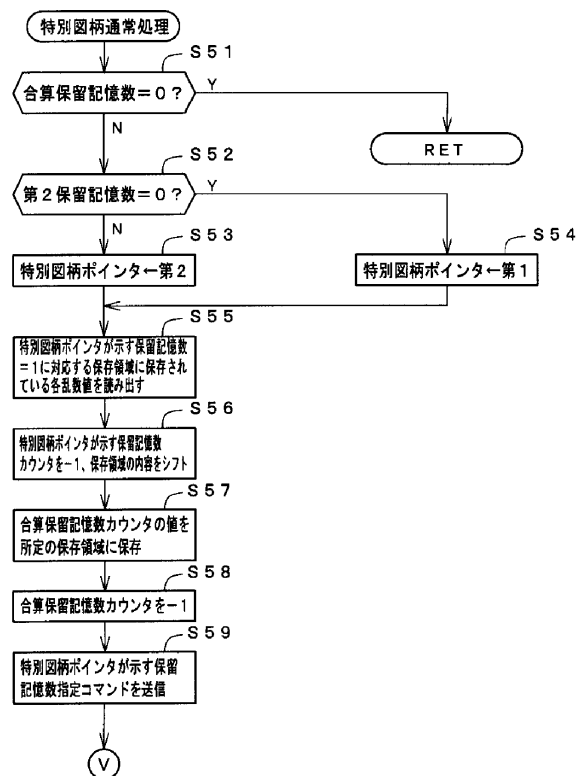 特別図柄通常処理
S51
合算保留記憶数=0?
Y
N
RET
S52
第2保留記憶数=0?
Y
N
S53
特別図柄ポインタ←第2
S54
特別図柄ポインタ←第1
S55
特別図柄ポインタが示す保留記憶数
=1に対応する保存領域に保存され
ている各乱数値を読み出す
S56
特別図柄ポインタが示す保留記憶数
カウンタを-1、保存領域の内容をシフト
S57
合算保留記憶数カウンタの値を
所定の保存領域に保存
S58
合算保留記憶数カウンタを-1
S59
特別図柄ポインタが示す保留
記憶数指定コマンドを送信
V